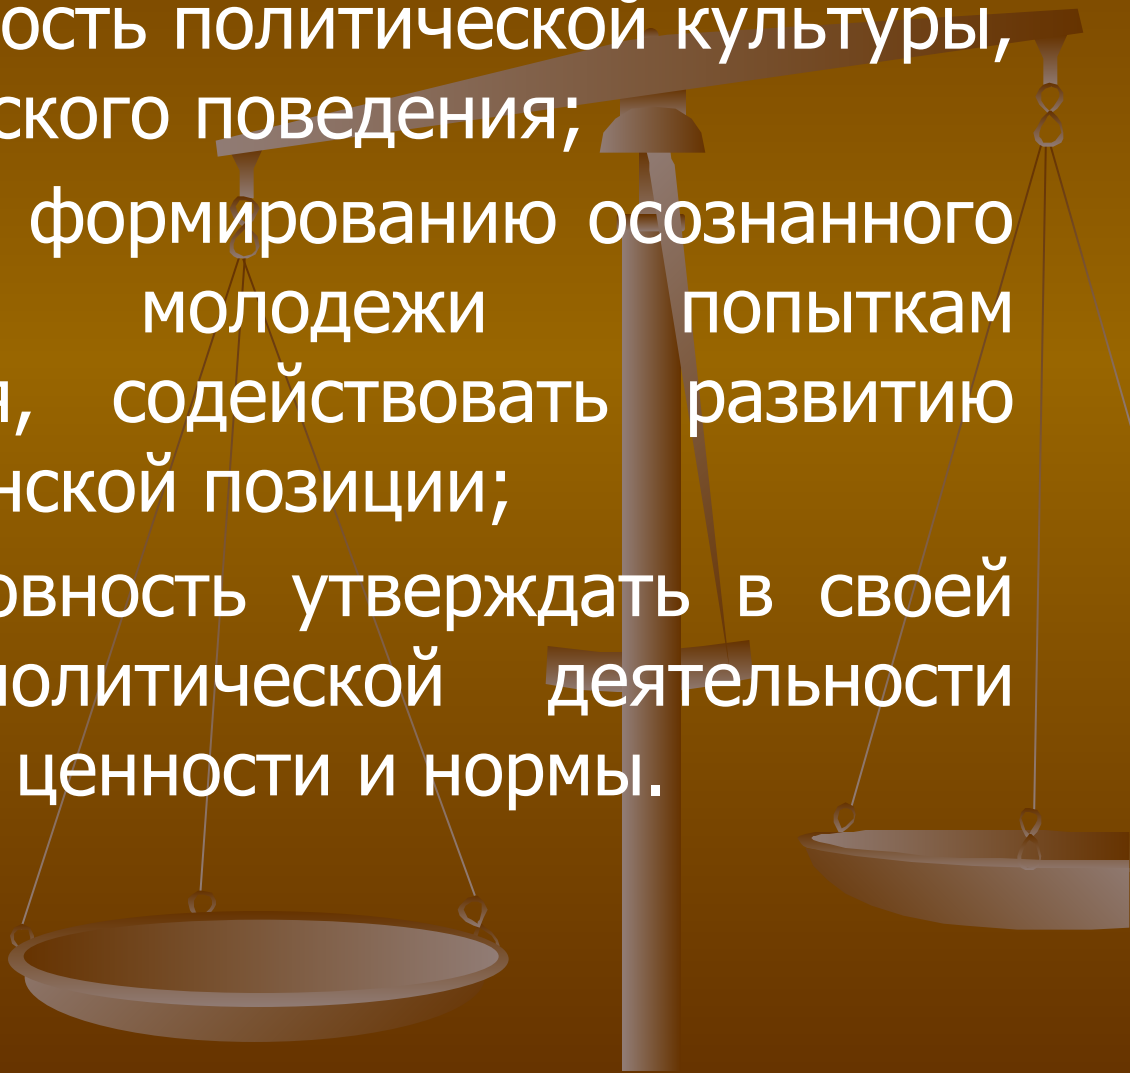 ость политической культуры,
ского поведения;
формированию осознанного
молодежи попыткам
я, содействовать развитию
нской позиции;
овность утверждать в своей
политической деятельности
ценности и нормы.